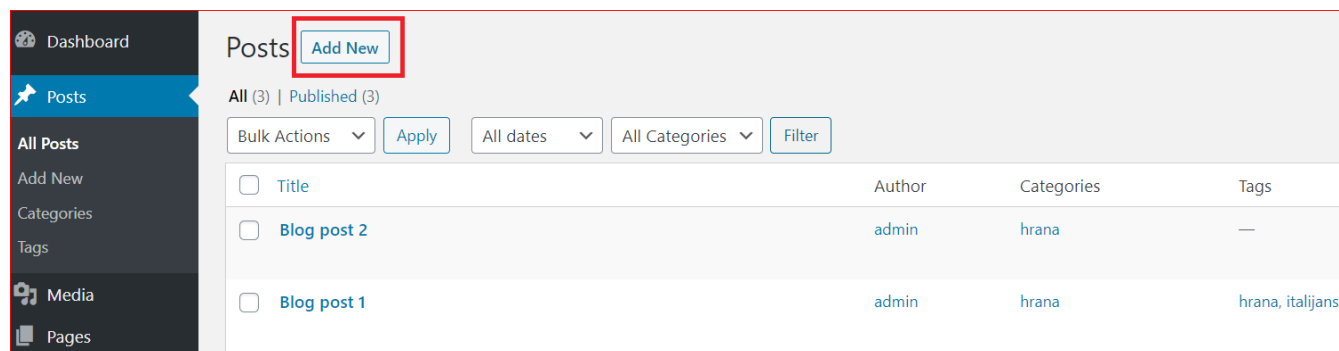 Dashboard
Posts
All Posts
Add New
Categories
Tags
Media
Pages
Posts Add New
All (3) | Published (3)
Bulk Actions Apply All dates All Categories Filter
Title Author Categories Tags
Blog post 2 admin hrana —
Blog post 1 admin hrana hrana, italijans